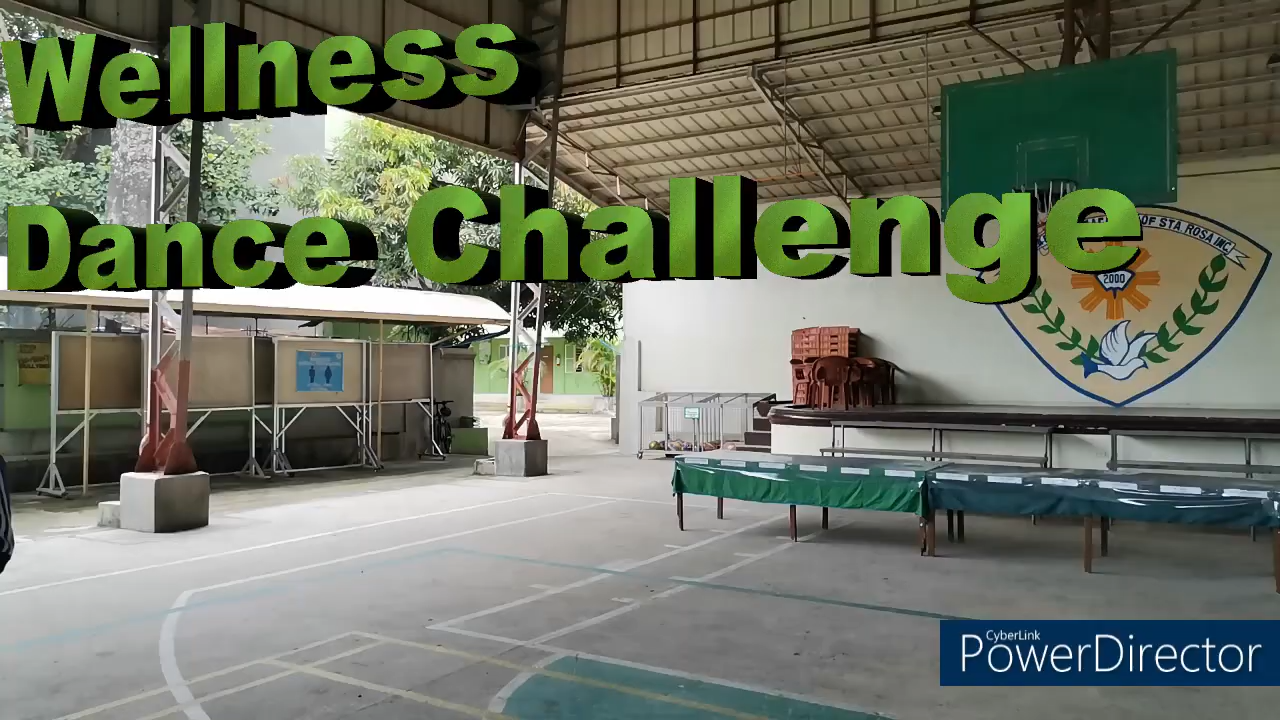 Wellness
Dance Challenge
OF STA. ROSA INC.
2000
CyberLink
PowerDirector